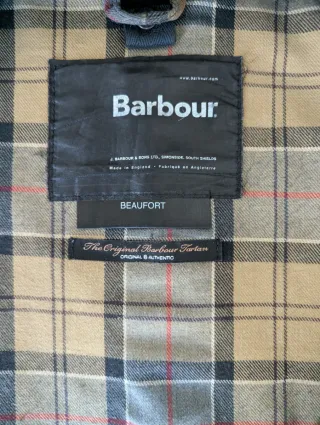 www.barbour.com
Barbour
J. BARBOUR & SONS LTD., SIMONSIDE, SOUTH SHIELDS
Made in England - Fabriqué en Angleterre
BEAUFORT
The Original Barbour Tartan
ORIGINAL & AUTHENTIC